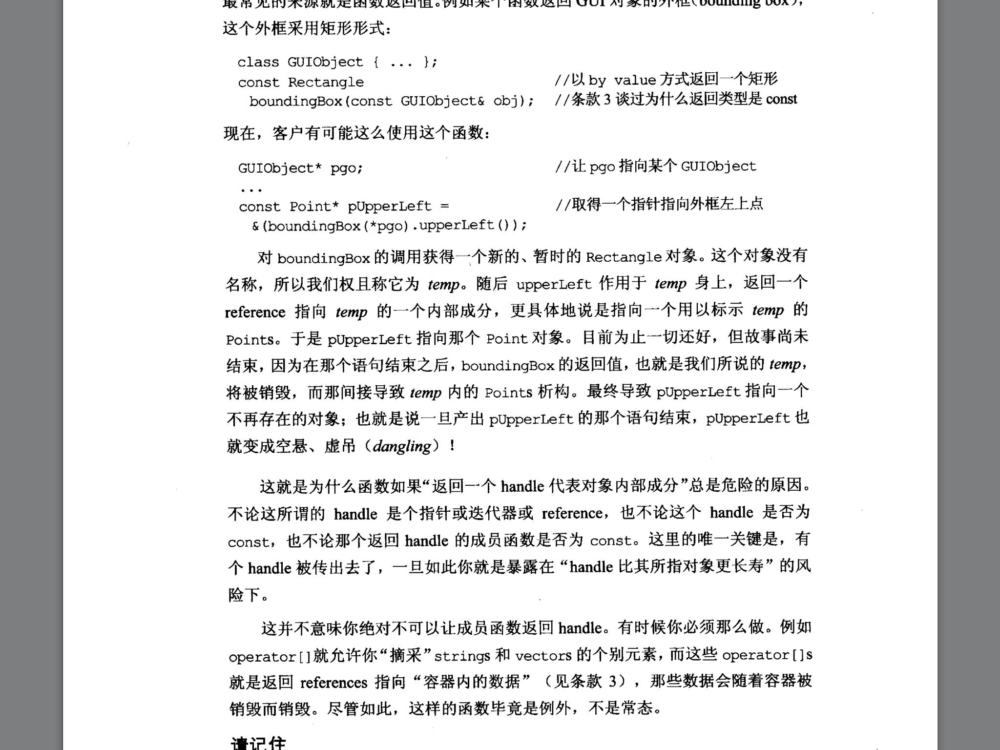 最常见的来源就是函数返回值。例如某个函数返回 GUI 对象的外框（bounding box），
这个外框采用矩形形式：
class GUIObject { ... };
const Rectangle //以 by value 方式返回一个矩形
boundingBox(const GUIObject& obj); //条款 3 谈过为什么返回类型是 const
现在，客户有可能这么使用这个函数：
GUIObject* pgo; //让 pgo 指向某个 GUIObject
...
const Point* pUpperLeft = //取得一个指针指向外框左上点
&(boundingBox(*pgo).upperLeft());
对 boundingBox 的调用获得一个新的、暂时的 Rectangle 对象。这个对象没有
名称，所以我们权且称它为 temp。随后 upperLeft 作用于 temp 身上，返回一个
reference 指向 temp 的一个内部成分，更具体地说是指向一个用以标示 temp 的
Points。于是 pUpperLeft 指向那个 Point 对象。目前为止一切还好，但故事尚未
结束，因为在那个语句结束之后，boundingBox 的返回值，也就是我们所说的 temp，
将被销毁，而那间接导致 temp 内的 Points 析构。最终导致 pUpperLeft 指向一个
不再存在的对象；也就是说一旦产出 pUpperLeft 的那个语句结束，pUpperLeft 也
就变成空悬、虚吊（dangling）！
这就是为什么函数如果“返回一个 handle 代表对象内部成分”总是危险的原因。
不论这所谓的 handle 是个指针或迭代器或 reference，也不论这个 handle 是否为
const，也不论那个返回 handle 的成员函数是否为 const。这里的唯一关键是，有
个 handle 被传出去了，一旦如此你就是暴露在“handle 比其所指对象更长寿”的风
险下。
这并不意味你绝对不可以让成员函数返回 handle。有时候你必须那么做。例如
operator[]就允许你“摘采”strings 和 vectors 的个别元素，而这些 operator[]s
就是返回 references 指向“容器内的数据”（见条款 3），那些数据会随着容器被
销毁而销毁。尽管如此，这样的函数毕竟是例外，不是常态。
请记住